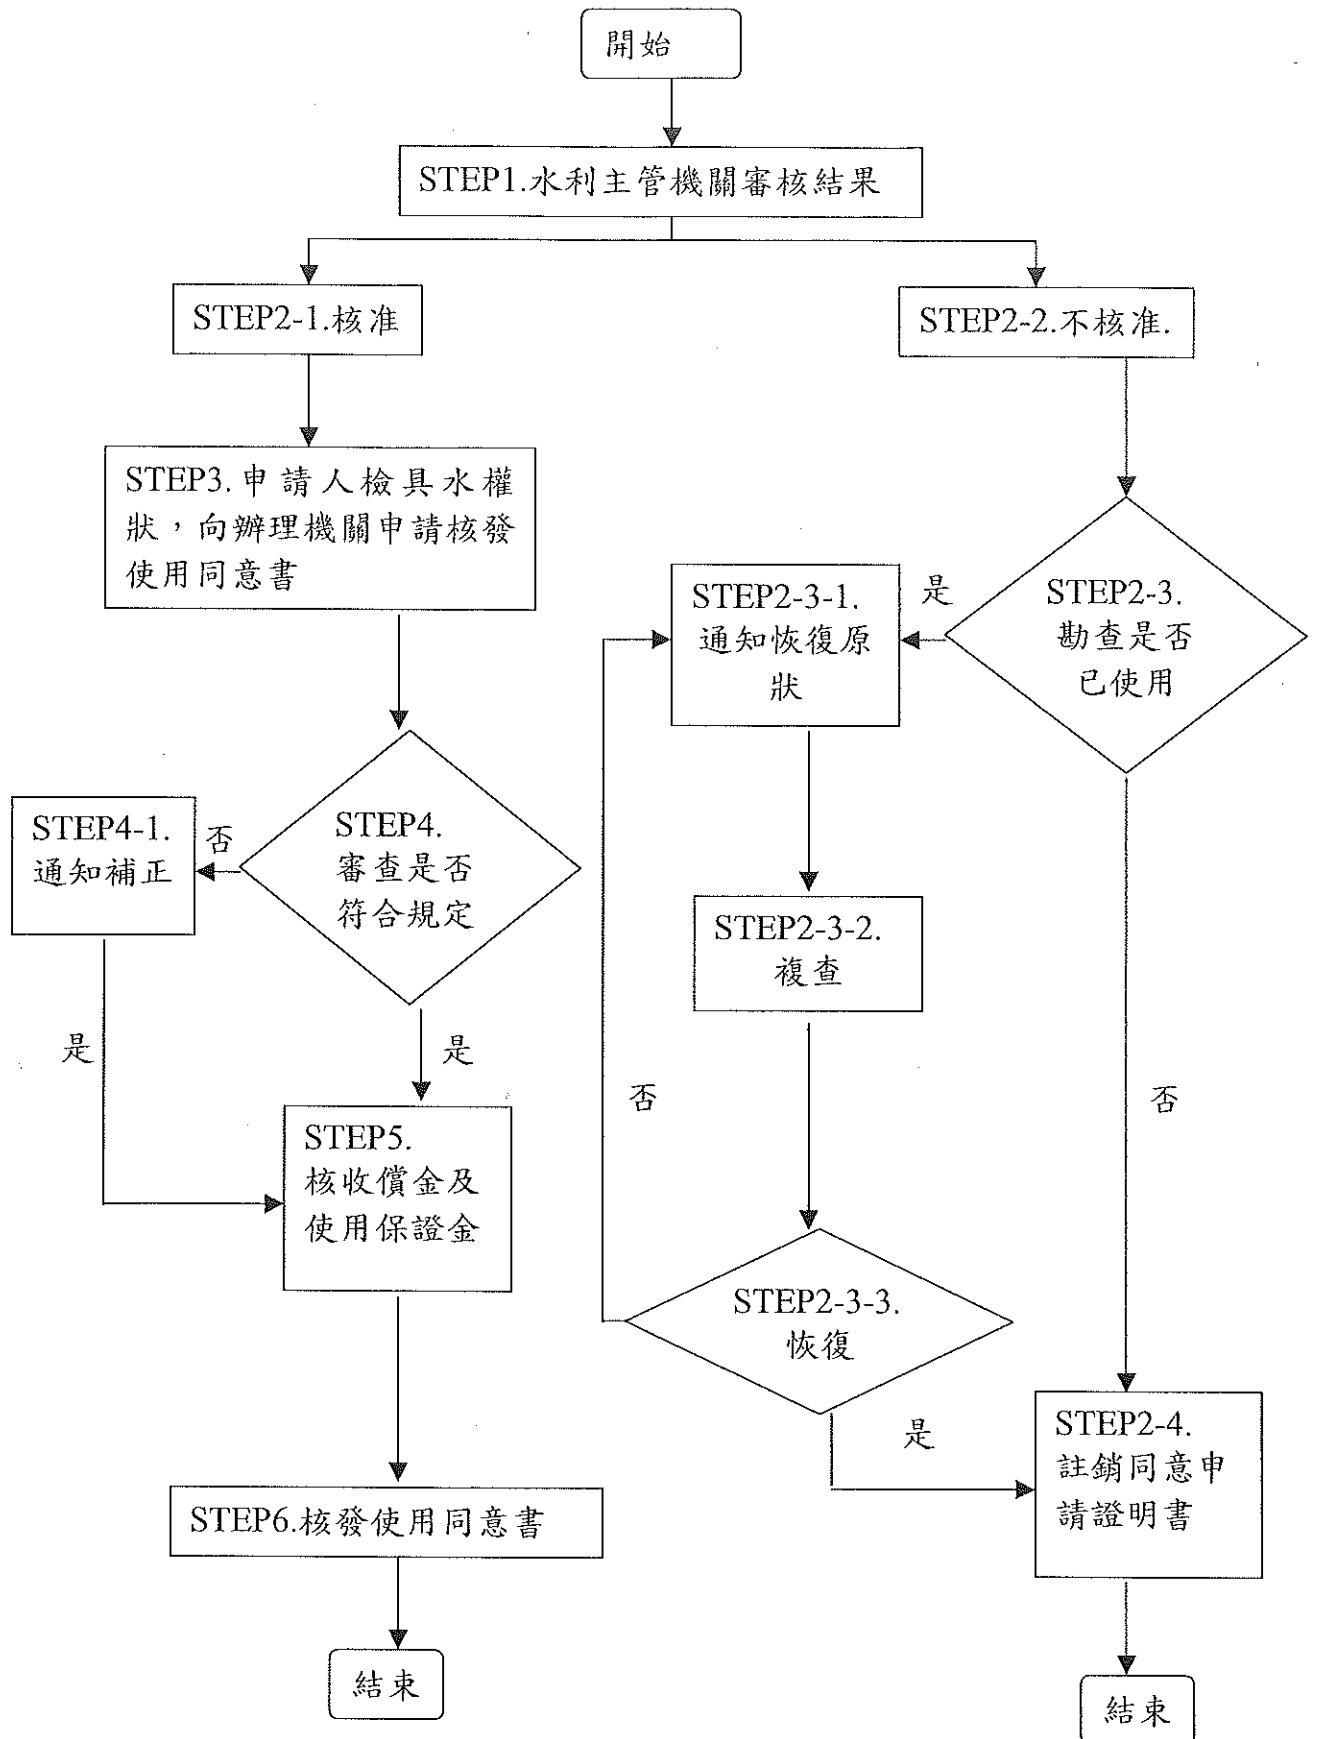 開始
STEP1.水利主管機關審核結果
STEP2-1.核准
STEP2-2.不核准.
STEP3.申請人檢具水權
狀，向辦理機關申請核發
使用同意書
STEP2-3-1.
通知恢復原
狀
是
STEP2-3.
勘查是否
已使用
STEP4-1.
通知補正
否
STEP4.
審查是否
符合規定
STEP2-3-2.
複查
是
是
否
否
STEP5.
核收償金及
使用保證金
STEP2-3-3.
恢復
是
STEP2-4.
註銷同意申
請證明書
STEP6.核發使用同意書
結束
結束